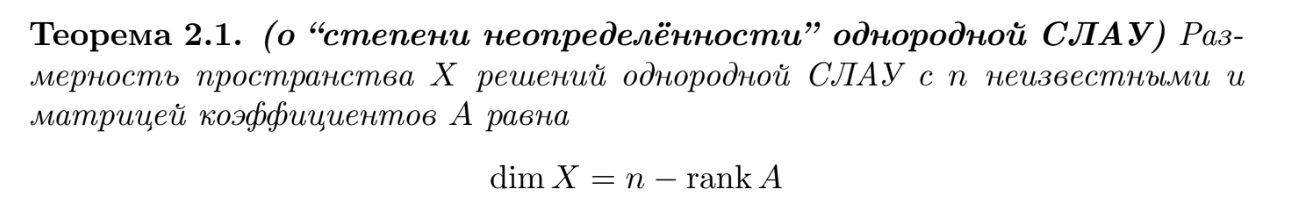 Теорема 2.1. (о “степени неопределённости” однородной СЛАУ) Раз-
мерность пространства X решений однородной СЛАУ с n неизвестными и
матрицей коэффициентов A равна
dim X = n − rank A